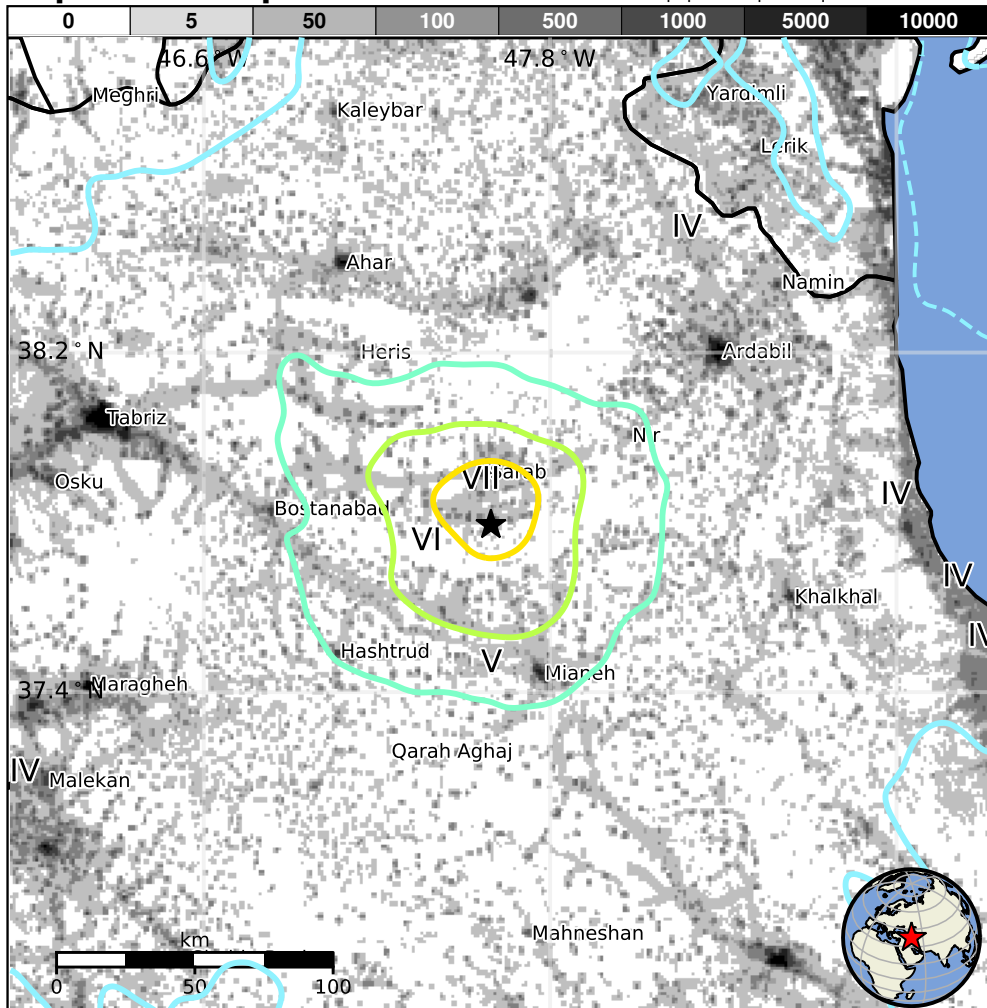 0 5 50 100 500 1000 5000 10000
46.6°W 47.8°W
Meghri
Kaleybar
Yardimli
Lerik
IV
Ahar
Namin
38.2°N
Heris
Ardabil
Tabriz
Nir
Osku
VII
Sarab
Bostanabad
IV
VI
IV
Khalkhal
IV
Hashtrud
V
Mianeh
37.4°N
Maragheh
Qarah Aghaj
IV
Malekan
Mahneshan
km
0 50 100